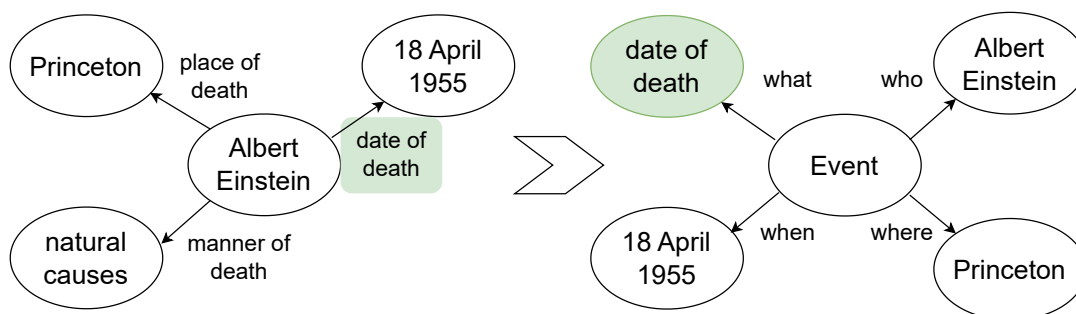 Princeton
place of
death
18 April
1955
Albert
Einstein
date of
death
natural
causes
manner of
death
date of
death
what
who
Albert
Einstein
Event
18 April
1955
when
where
Princeton